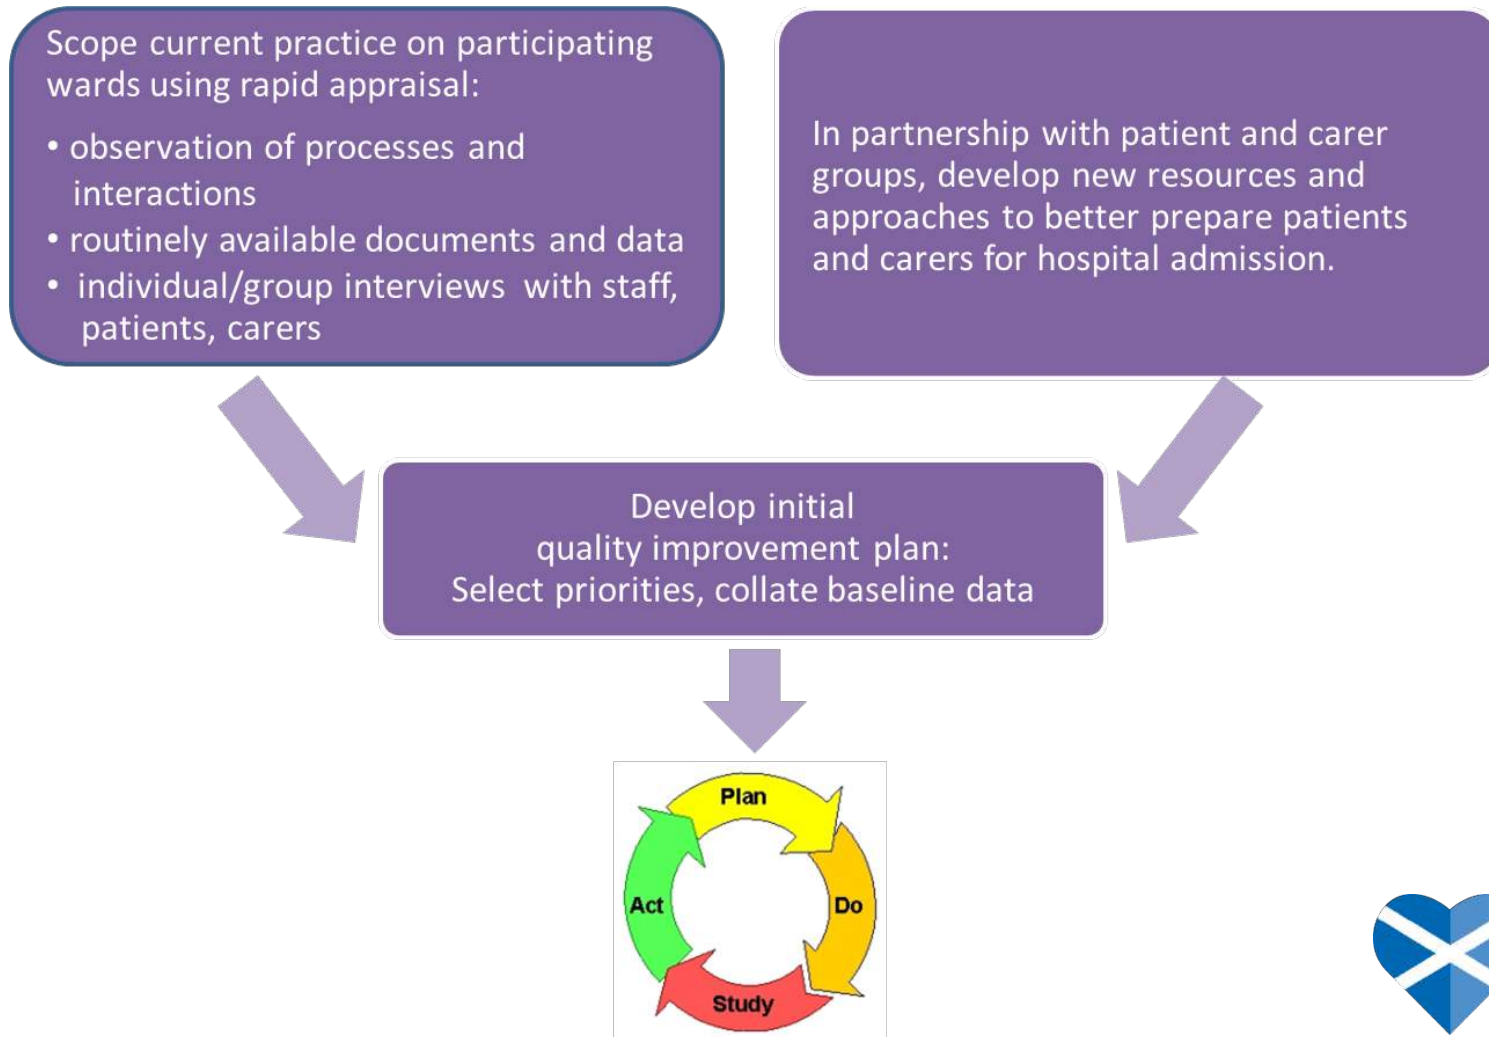 Scope current practice on participating
wards using rapid appraisal:
• observation of processes and
interactions
• routinely available documents and data
• individual/group interviews with staff,
patients, carers
In partnership with patient and carer
groups, develop new resources and
approaches to better prepare patients
and carers for hospital admission.
Develop initial
quality improvement plan:
Select priorities, collate baseline data
Plan
Do
Study
Act